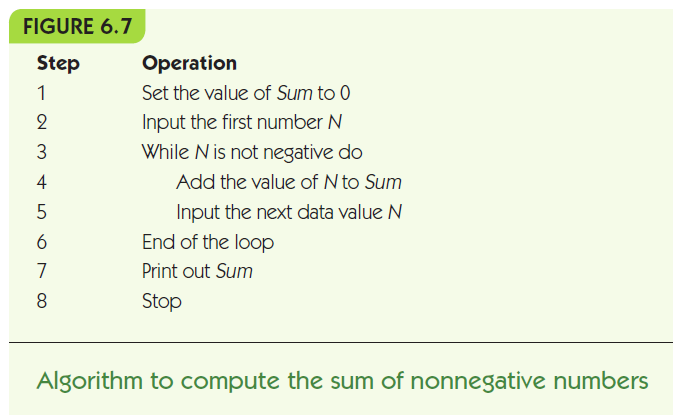 FIGURE 6.7
Step Operation
1 Set the value of Sum to 0
2 Input the first number N
3 While N is not negative do
4 Add the value of N to Sum
5 Input the next data value N
6 End of the loop
7 Print out Sum
8 Stop
Algorithm to compute the sum of nonnegative numbers